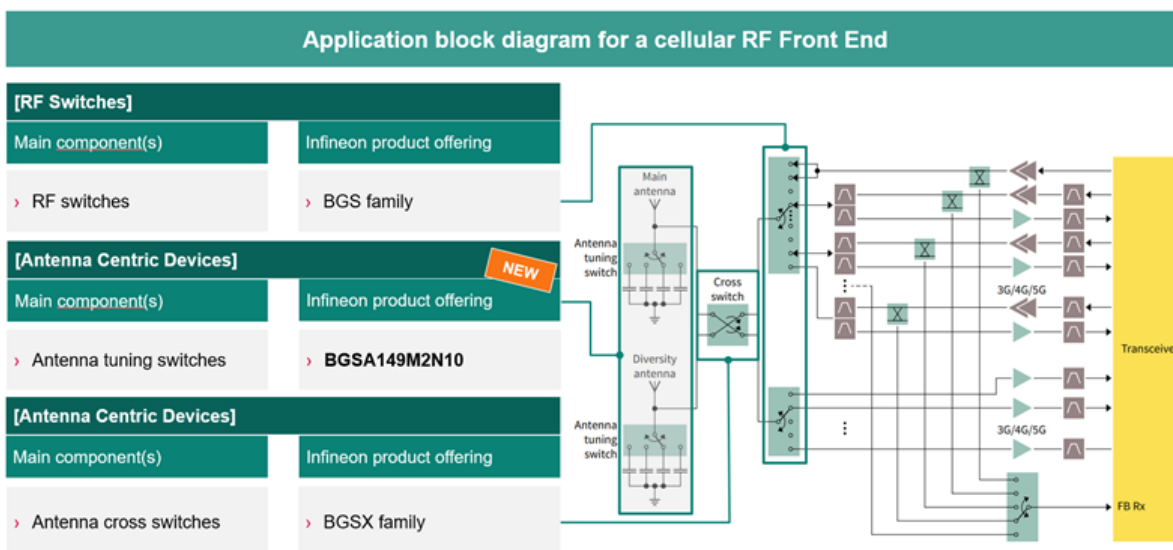 Application block diagram for a cellular RF Front End
[RF Switches]
Main component(s)
Infineon product offering
› RF switches
› BGS family
[Antenna Centric Devices]
NEW
Main component(s)
Infineon product offering
› Antenna tuning switches
› BGSA149M2N10
[Antenna Centric Devices]
Main component(s)
Infineon product offering
› Antenna cross switches
› BGSX family
Main
antenna
Antenna
tuning
switch
Diversity
antenna
Antenna
tuning
switch
Cross
switch
3G/4G/5G
3G/4G/5G
Transceive
FB Rx